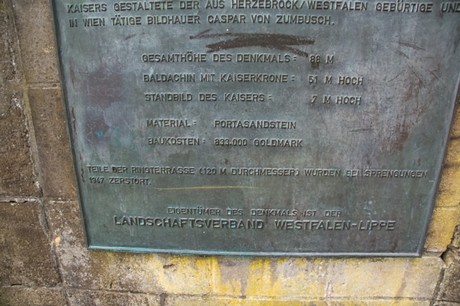 KAISERS GESTALTETE DER AUS HERZEBROCK/WESTFALEN GEBÜRTIGE UND
IN WIEN TÄTIGE BILDHAUER CASPAR VON ZUMBUSCH.
GESAMTHÖHE DES DENKMALS: 88 M
BALDACHIN MIT KAISERKRONE: 51 M HOCH
STANDBILD DES KAISERS: 7 M HOCH
MATERIAL: PORTASANDSTEIN
BAUKOSTEN: 833.000 GOLDMARK
TEILE DER RINGTERRASSE (120 M DURCHMESSER) WURDEN BEI SPRENGUNGEN
1947 ZERSTÖRT.
EIGENTÜMER DES DENKMALS IST DER
LANDSCHAFTSVERBAND WESTFALEN-LIPPE